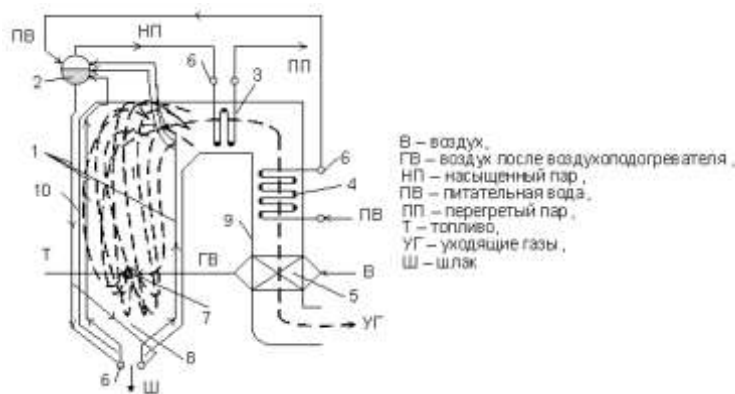 НП
ПВ
6
ПП
2
3
В – воздух,
ГВ – воздух после воздухоподогревателя,
НП – насыщенный пар,
ПВ – питательная вода,
ПП – перегретый пар,
Т – топливо,
УГ – уходящие газы,
Ш – шлак
1
6
4
10
ПВ
9
Т
ГВ
В
7
5
8
УГ
6
Ш